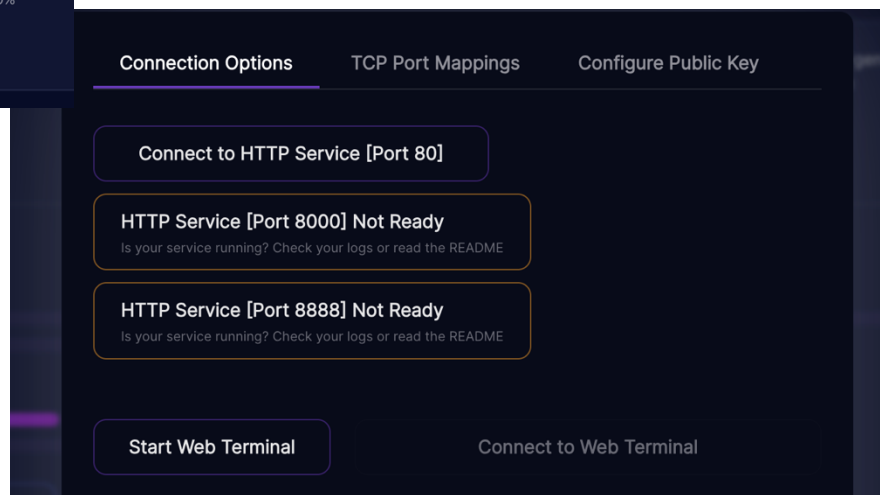 Connection Options
TCP Port Mappings
Configure Public Key
Connect to HTTP Service [Port 80]
HTTP Service [Port 8000] Not Ready
Is your service running? Check your logs or read the README
HTTP Service [Port 8888] Not Ready
Is your service running? Check your logs or read the README
Start Web Terminal
Connect to Web Terminal